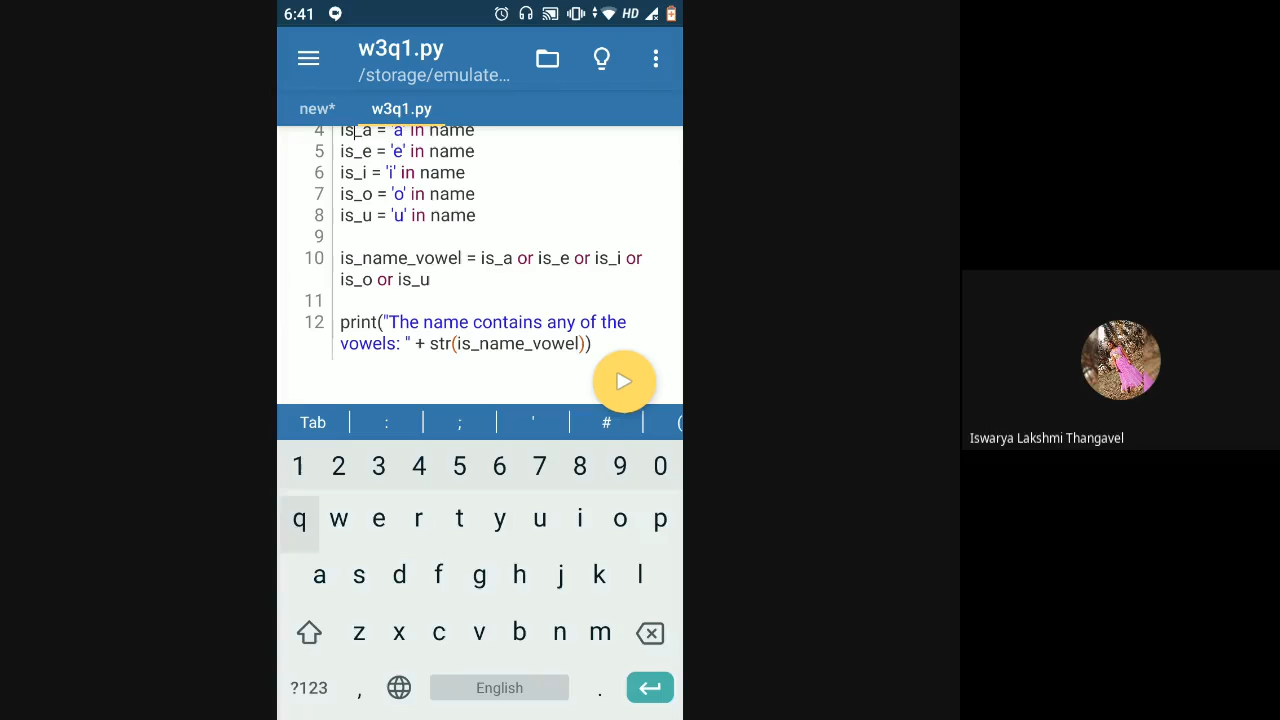 6:41 HD
w3q1.py
/storage/emulate...
new* w3q1.py
4 is_a = 'a' in name
5 is_e = 'e' in name
6 is_i = 'i' in name
7 is_o = 'o' in name
8 is_u = 'u' in name
9
10 is_name_vowel = is_a or is_e or is_i or
is_o or is_u
11
12 print("The name contains any of the
vowels: " + str(is_name_vowel))
Tab : ; ' # (
1 2 3 4 5 6 7 8 9 0
q w e r t y u i o p
a s d f g h j k l
z x c v b n m
?123 , English .
Iswarya Lakshmi Thangavel